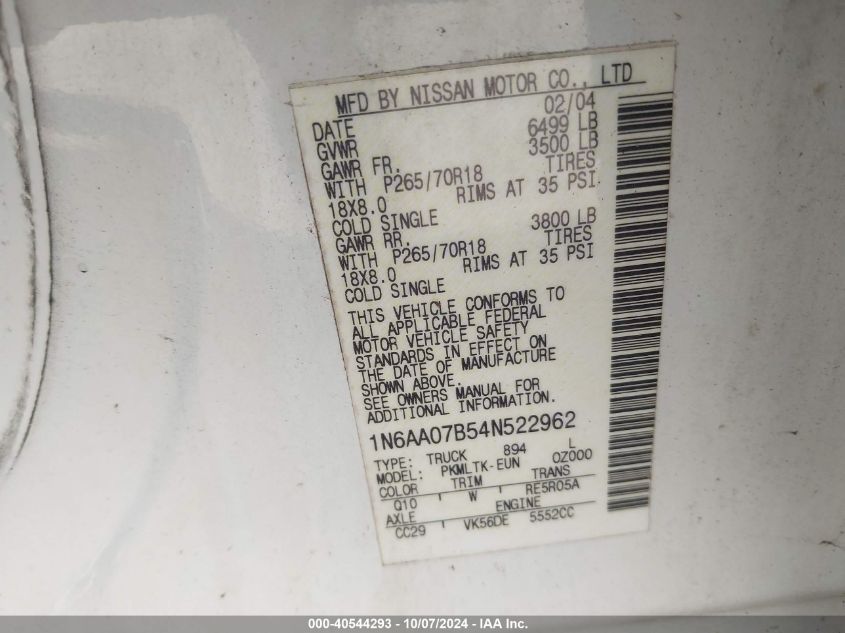 MFD BY NISSAN MOTOR CO., LTD
DATE 02/04
GVWR 6499 LB
GAWR FR. 3500 LB
WITH P265/70R18 TIRES
18X8.0 RIMS AT 35 PSI
COLD SINGLE
GAWR RR. 3800 LB
WITH P265/70R18 TIRES
18X8.0 RIMS AT 35 PSI
COLD SINGLE
THIS VEHICLE CONFORMS TO
ALL APPLICABLE FEDERAL
MOTOR VEHICLE SAFETY
STANDARDS IN EFFECT ON
THE DATE OF MANUFACTURE
SHOWN ABOVE.
SEE OWNERS MANUAL FOR
ADDITIONAL INFORMATION.
1N6AA07B54N522962
TYPE: TRUCK 894 L
MODEL: PKMLTK-EUN 0Z000
COLOR TRIM TRANS
Q10 W RE5R05A
AXLE ENGINE
CC29 VK56DE 5552CC
000-40544293 - 10/07/2024 - IAA Inc.